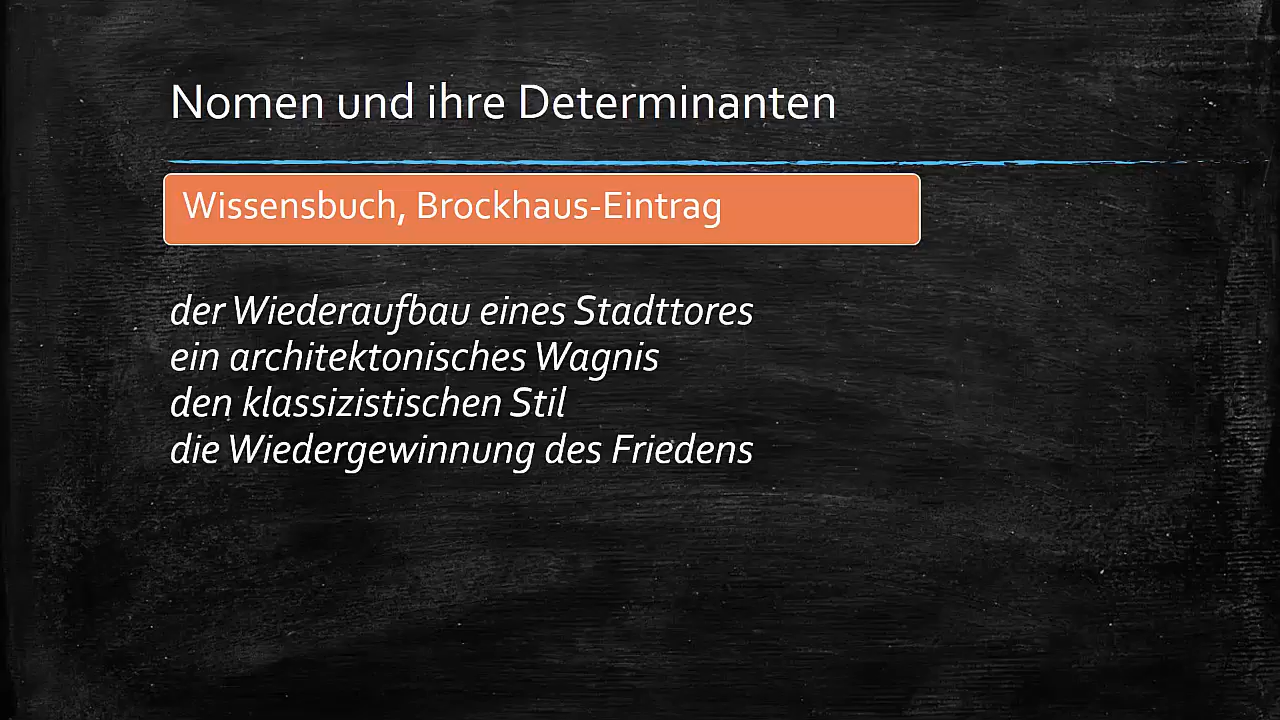 Nomen und ihre Determinanten
Wissensbuch, Brockhaus-Eintrag
der Wiederaufbau eines Stadttores
ein architektonisches Wagnis
den klassizistischen Stil
die Wiedergewinnung des Friedens